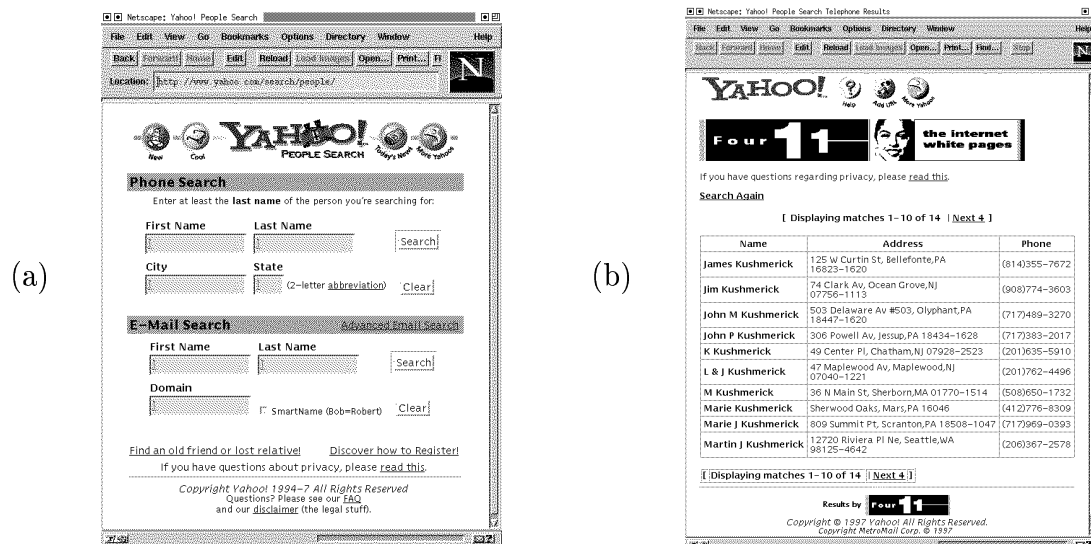 (a)
Netscape: Yahoo! People Search
File Edit View Go Bookmarks Options Directory Window Help
Back Forward Home Edit Reload Load Images Open... Print... Fi
N
Location: http://www.yahoo.com/search/people/
YAHOO!
PEOPLE SEARCH
New Cool Today's News More Yahoos
Phone Search
Enter at least the last name of the person you're searching for:
First Name Last Name
Search
City State
(2-letter abbreviation) Clear
E-Mail Search Advanced Email Search
First Name Last Name
Search
Domain
SmartName (Bob=Robert) Clear
Find an old friend or lost relative! Discover how to Register!
If you have questions about privacy, please read this.
Copyright Yahoo! 1994-7 All Rights Reserved
Questions? Please see our FAQ
and our disclaimer (the legal stuff).
(b)
Netscape: Yahoo! People Search Telephone Results
File Edit View Go Bookmarks Options Directory Window Help
Back Forward Home Edit Reload Load Images Open... Print... Find... Stop
N
YAHOO! Help Add URL More Yahoos
Four11 the internet
white pages
If you have questions regarding privacy, please read this.
Search Again
[ Displaying matches 1-10 of 14 | Next 4 ]
Name Address Phone
James Kushmerick 125 W Curtin St, Bellefonte,PA (814)355-7672
16823-1620
Jim Kushmerick 74 Clark Av, Ocean Grove,NJ (908)774-3603
07756-1113
John M Kushmerick 503 Delaware Av #503, Olyphant,PA (717)489-3270
18447-1620
John P Kushmerick 306 Powell Av, Jessup,PA 18434-1628 (717)383-2017
K Kushmerick 49 Center Pl, Chatham,NJ 07928-2523 (201)635-5910
L & J Kushmerick 47 Maplewood Av, Maplewood,NJ (201)762-4496
07040-1221
M Kushmerick 36 N Main St, Sherborn,MA 01770-1514 (508)650-1732
Marie Kushmerick Sherwood Oaks, Mars,PA 16046 (412)776-8309
Marie J Kushmerick 809 Summit Pt, Scranton,PA 18508-1047 (717)969-0393
Martin J Kushmerick 12720 Riviera Pl Ne, Seattle,WA (206)367-2578
98125-4642
[ Displaying matches 1-10 of 14 | Next 4 ]
Results by Four11
Copyright © 1997 Yahoo! All Rights Reserved.
Copyright MetroMail Corp. © 1997